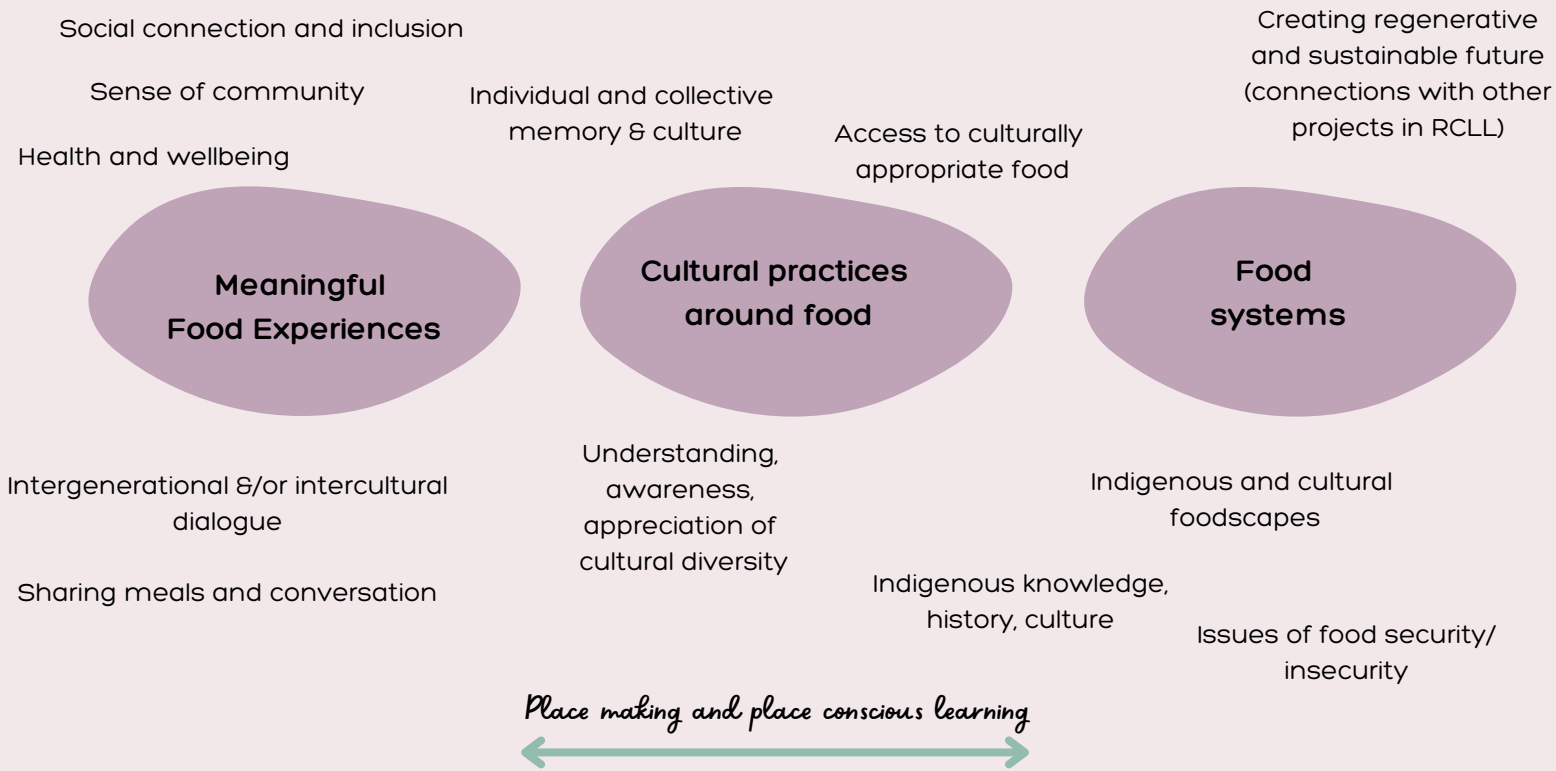 Social connection and inclusion
Sense of community
Health and wellbeing
Individual and collective
memory & culture
Access to culturally
appropriate food
Creating regenerative
and sustainable future
(connections with other
projects in RCLL)
Meaningful
Food Experiences
Cultural practices
around food
Food
systems
Intergenerational &/or intercultural
dialogue
Sharing meals and conversation
Understanding,
awareness,
appreciation of
cultural diversity
Indigenous knowledge,
history, culture
Indigenous and cultural
foodscapes
Issues of food security/
insecurity
Place making and place conscious learning